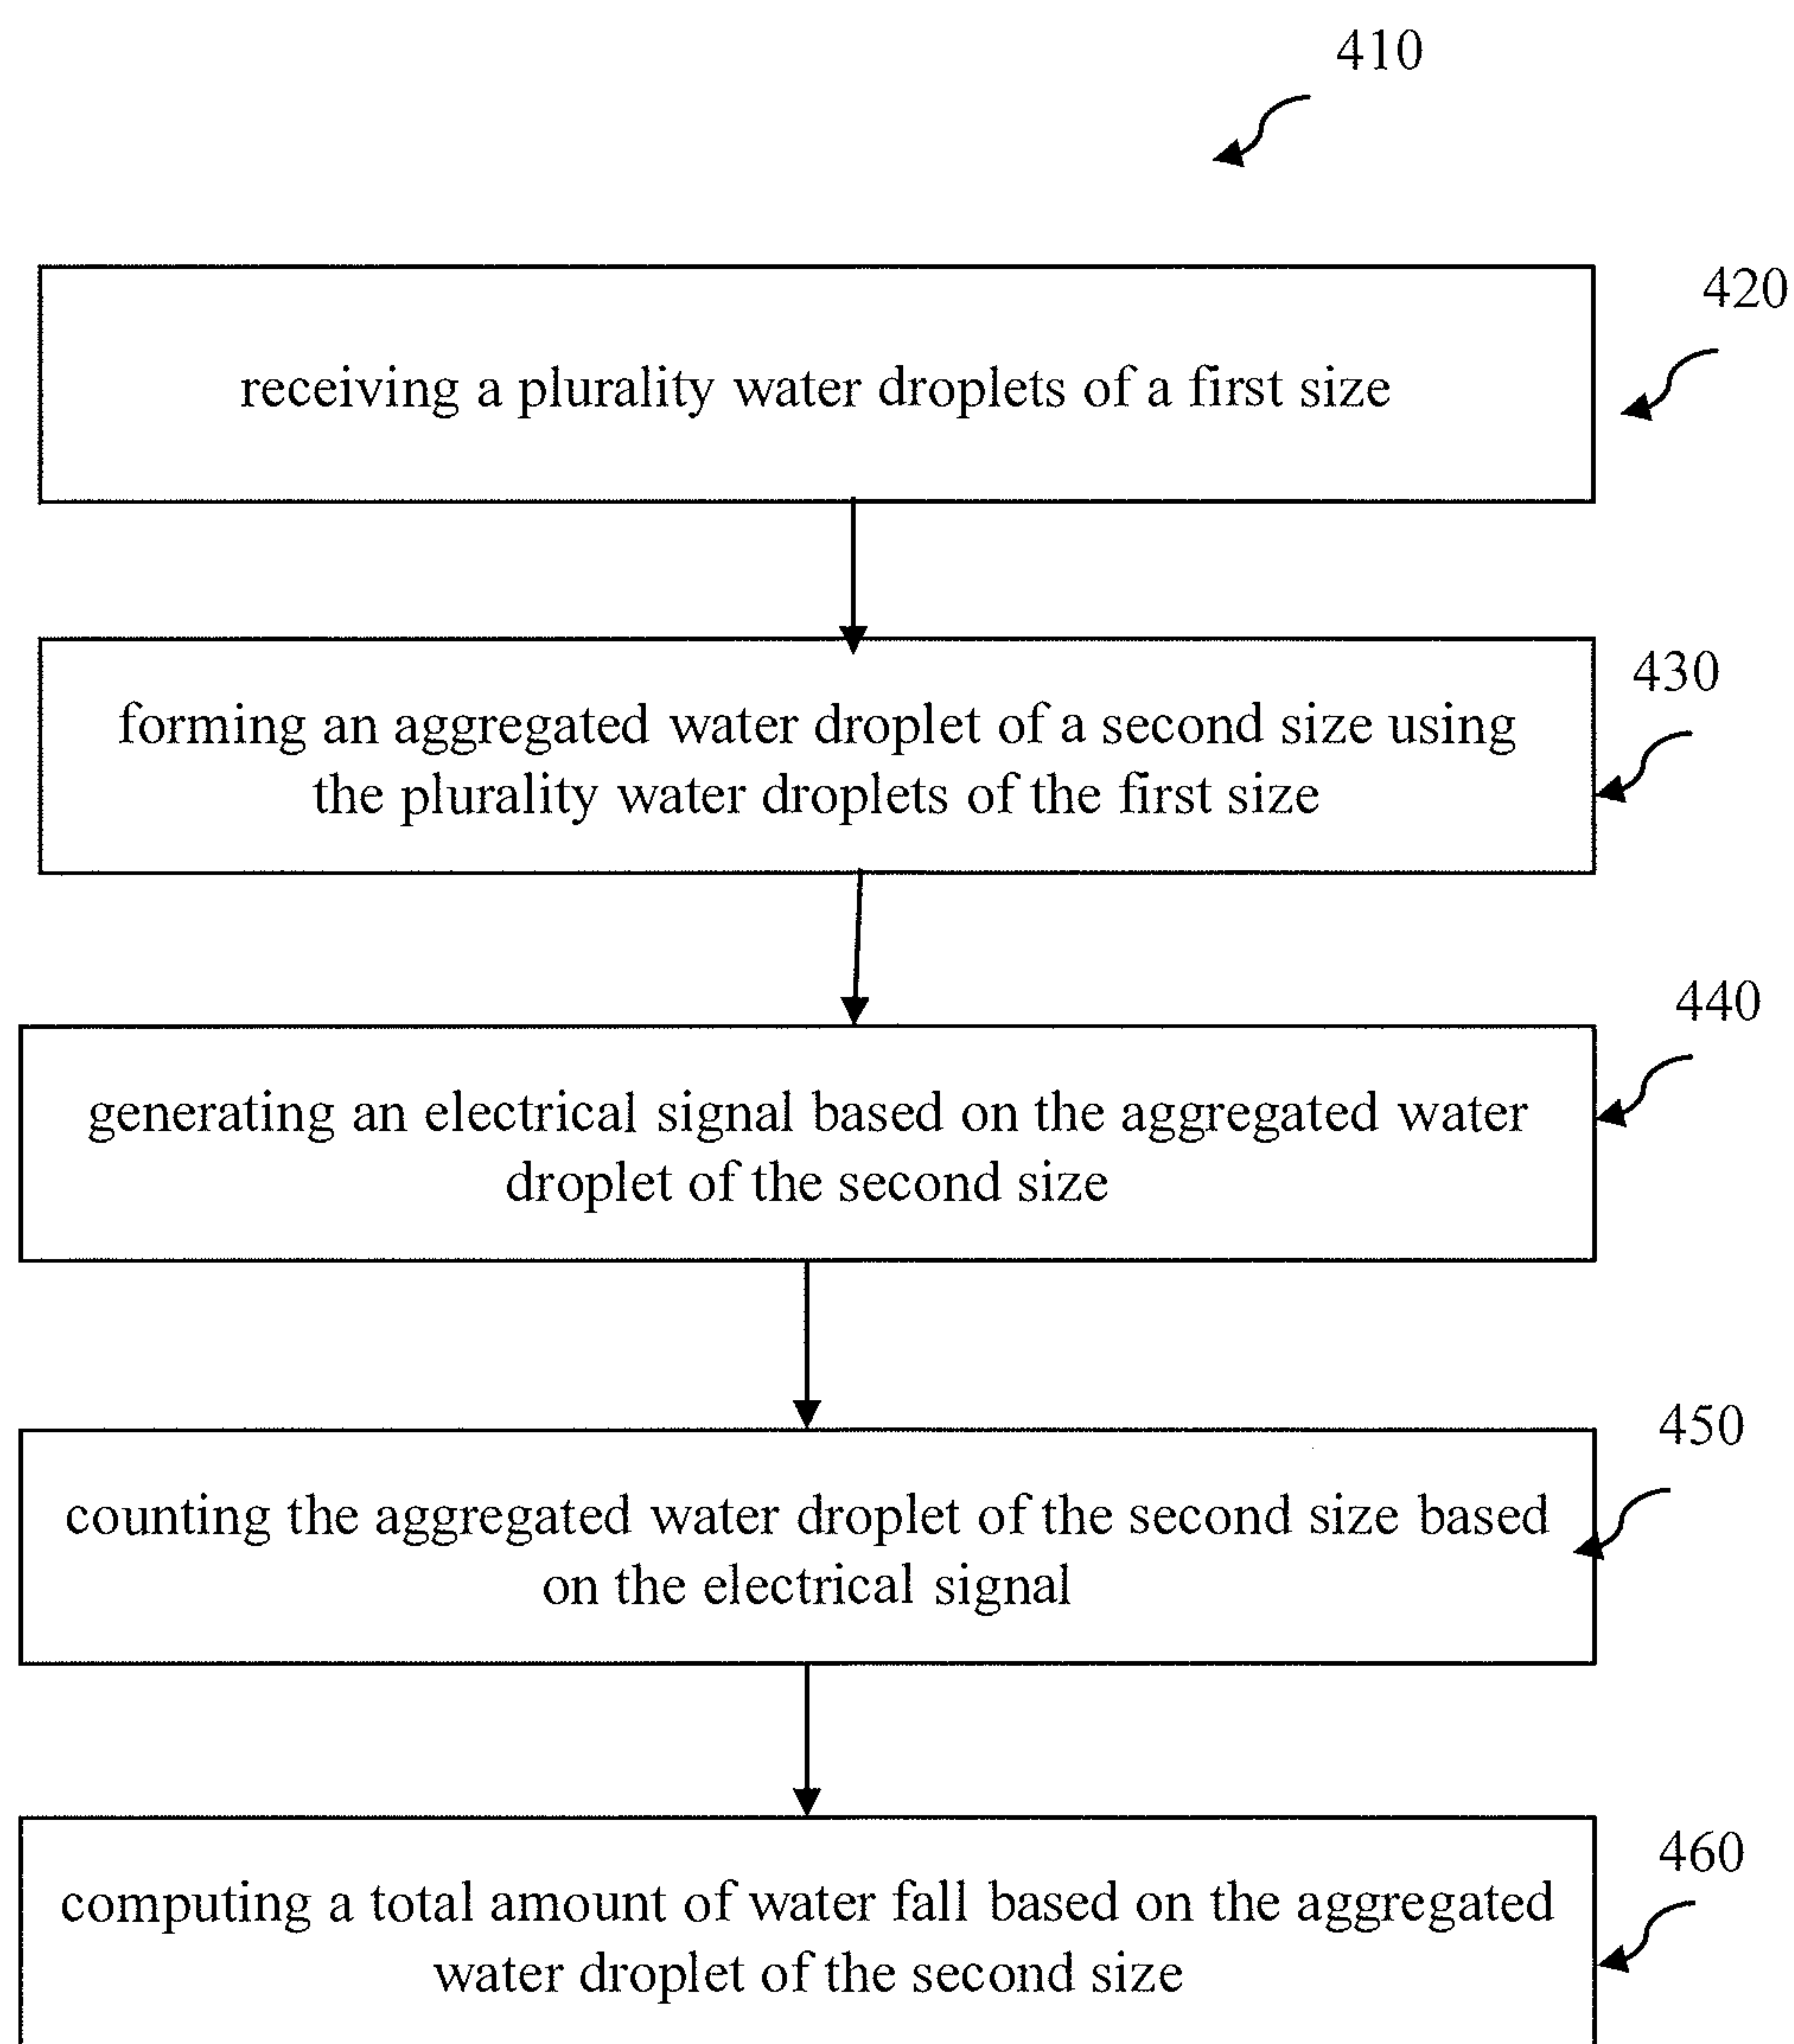 410
420
receiving a plurality water droplets of a first size
430
forming an aggregated water droplet of a second size using
the plurality water droplets of the first size
440
generating an electrical signal based on the aggregated water
droplet of the second size
450
counting the aggregated water droplet of the second size based
on the electrical signal
460
computing a total amount of water fall based on the aggregated
water droplet of the second size